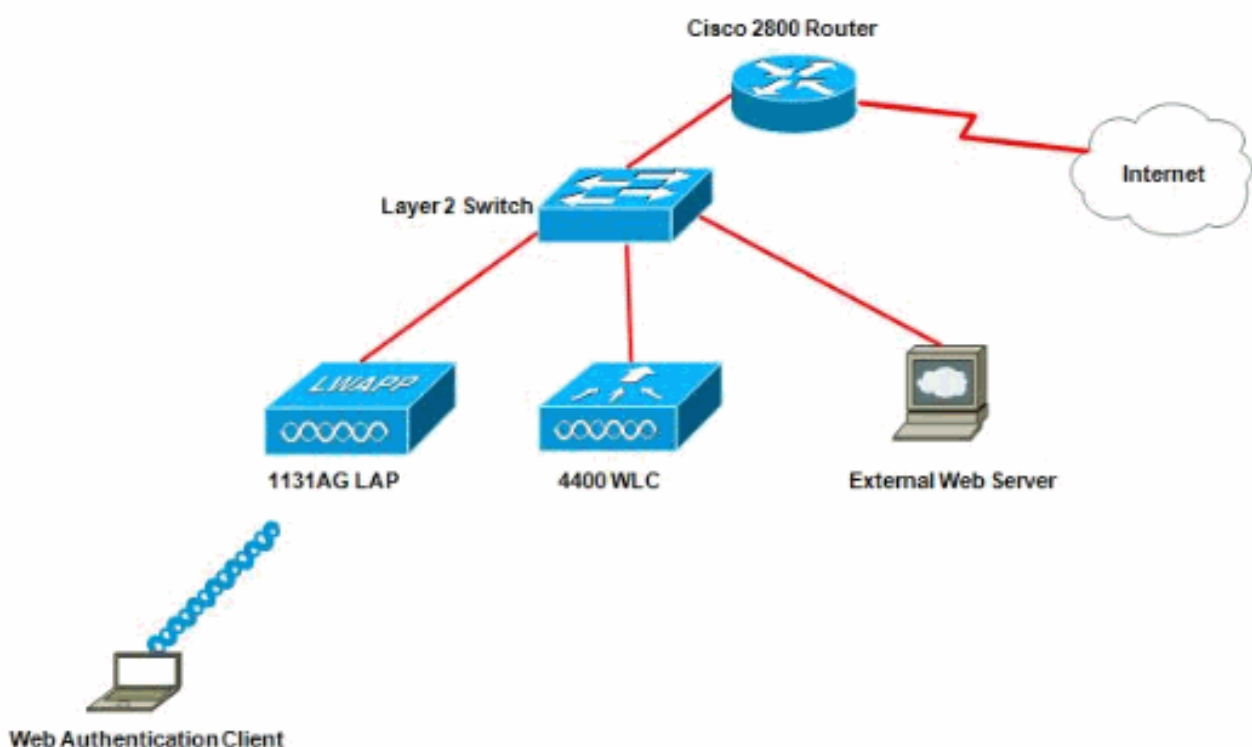 Cisco 2800 Router
Internet
Layer 2 Switch
LWAPP
1131AG LAP
4400 WLC
External Web Server
Web Authentication Client